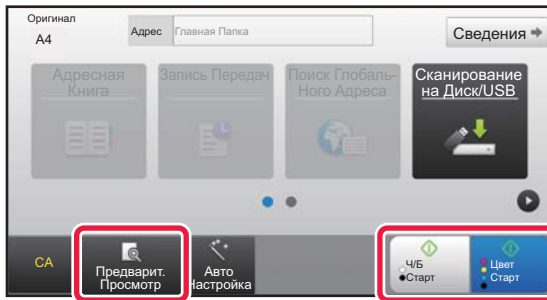 Оригинал
A4
Адрес
Главная Папка
Сведения
Адресная
Книга
Запись Передач
Поиск Глобаль-
Ного Адреса
Сканирование
на Диск/USB
CA
Предварит.
Просмотр
Авто
Настройка
Ч/Б
Старт
Цвет
Старт